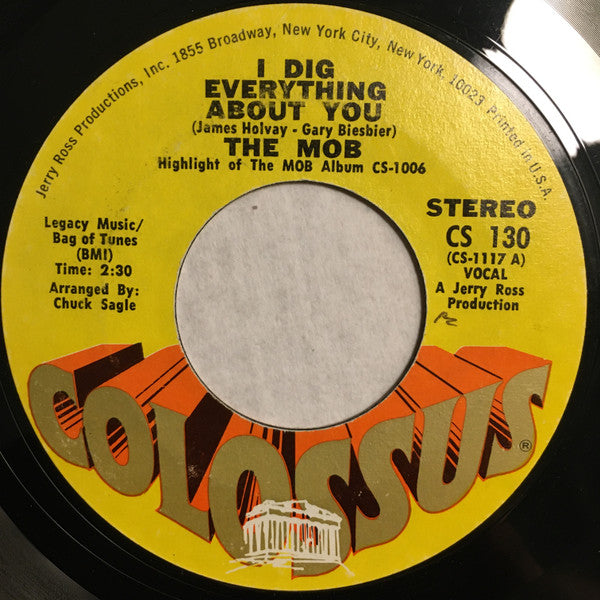 Jerry Ross Productions, Inc. 1855 Broadway, New York City, New York, 10023 Printed in U.S.A.
I DIG
EVERYTHING
ABOUT YOU
(James Holvay - Gary Biesbier)
THE MOB
Highlight of The MOB Album CS-1006
Legacy Music/
Bag of Tunes
(BMI)
Time: 2:30
Arranged By:
Chuck Sagle
STEREO
CS 130
(CS-1117 A)
VOCAL
A Jerry Ross
Production
COLOSSUS®